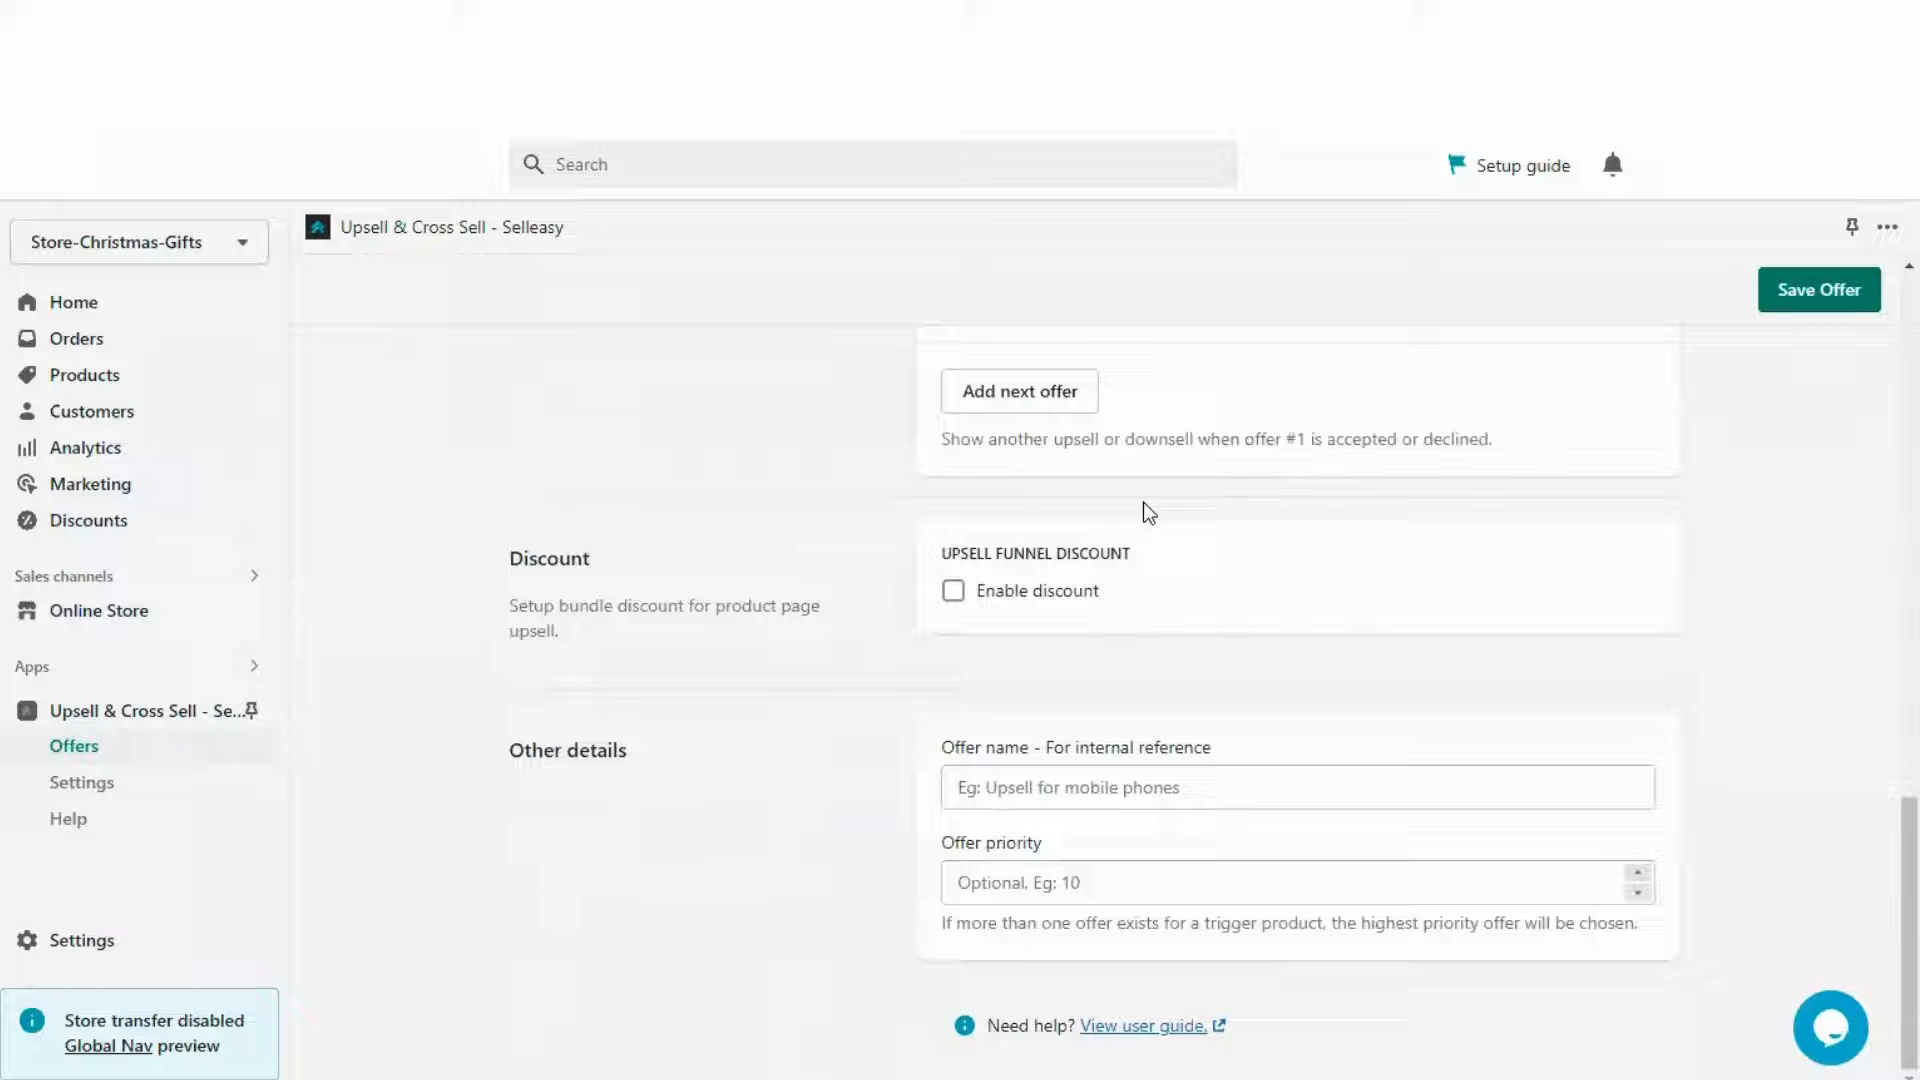 Search
Setup guide
Store-Christmas-Gifts
Upsell & Cross Sell - Selleasy
Save Offer
Home
Orders
Products
Customers
Analytics
Marketing
Discounts
Sales channels
Online Store
Apps
Upsell & Cross Sell - Se...
Offers
Settings
Help
Settings
Store transfer disabled
Global Nav preview
Add next offer
Show another upsell or downsell when offer #1 is accepted or declined.
Discount
Setup bundle discount for product page
upsell.
UPSELL FUNNEL DISCOUNT
Enable discount
Other details
Offer name - For internal reference
Eg: Upsell for mobile phones
Offer priority
Optional. Eg: 10
If more than one offer exists for a trigger product, the highest priority offer will be chosen.
Need help? View user guide.